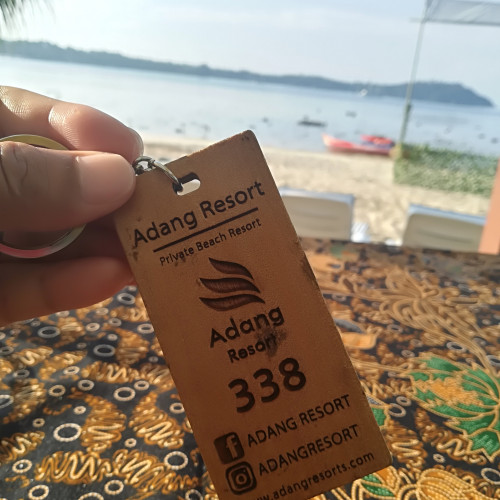 Adang Resort
Private Beach Resort
Adang
Resort
338
ADANG RESORT
ADANGRESORT
www.adangresorts.com